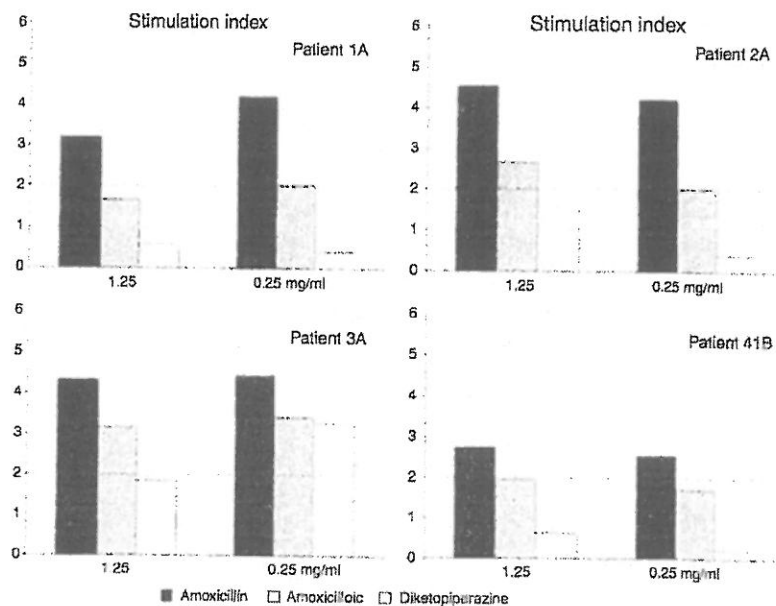 Stimulation index
Patient 1A
6
5
4
3
2
1
0
1.25
0.25 mg/ml
Stimulation index
Patient 2A
6
5
4
3
2
1
0
1.25
0.25 mg/ml
Patient 3A
6
5
4
3
2
1
0
1.25
0.25 mg/ml
Patient 41B
6
5
4
3
2
1
0
1.25
0.25 mg/ml
Amoxicillin Amoxicilloic Diketopiperazine